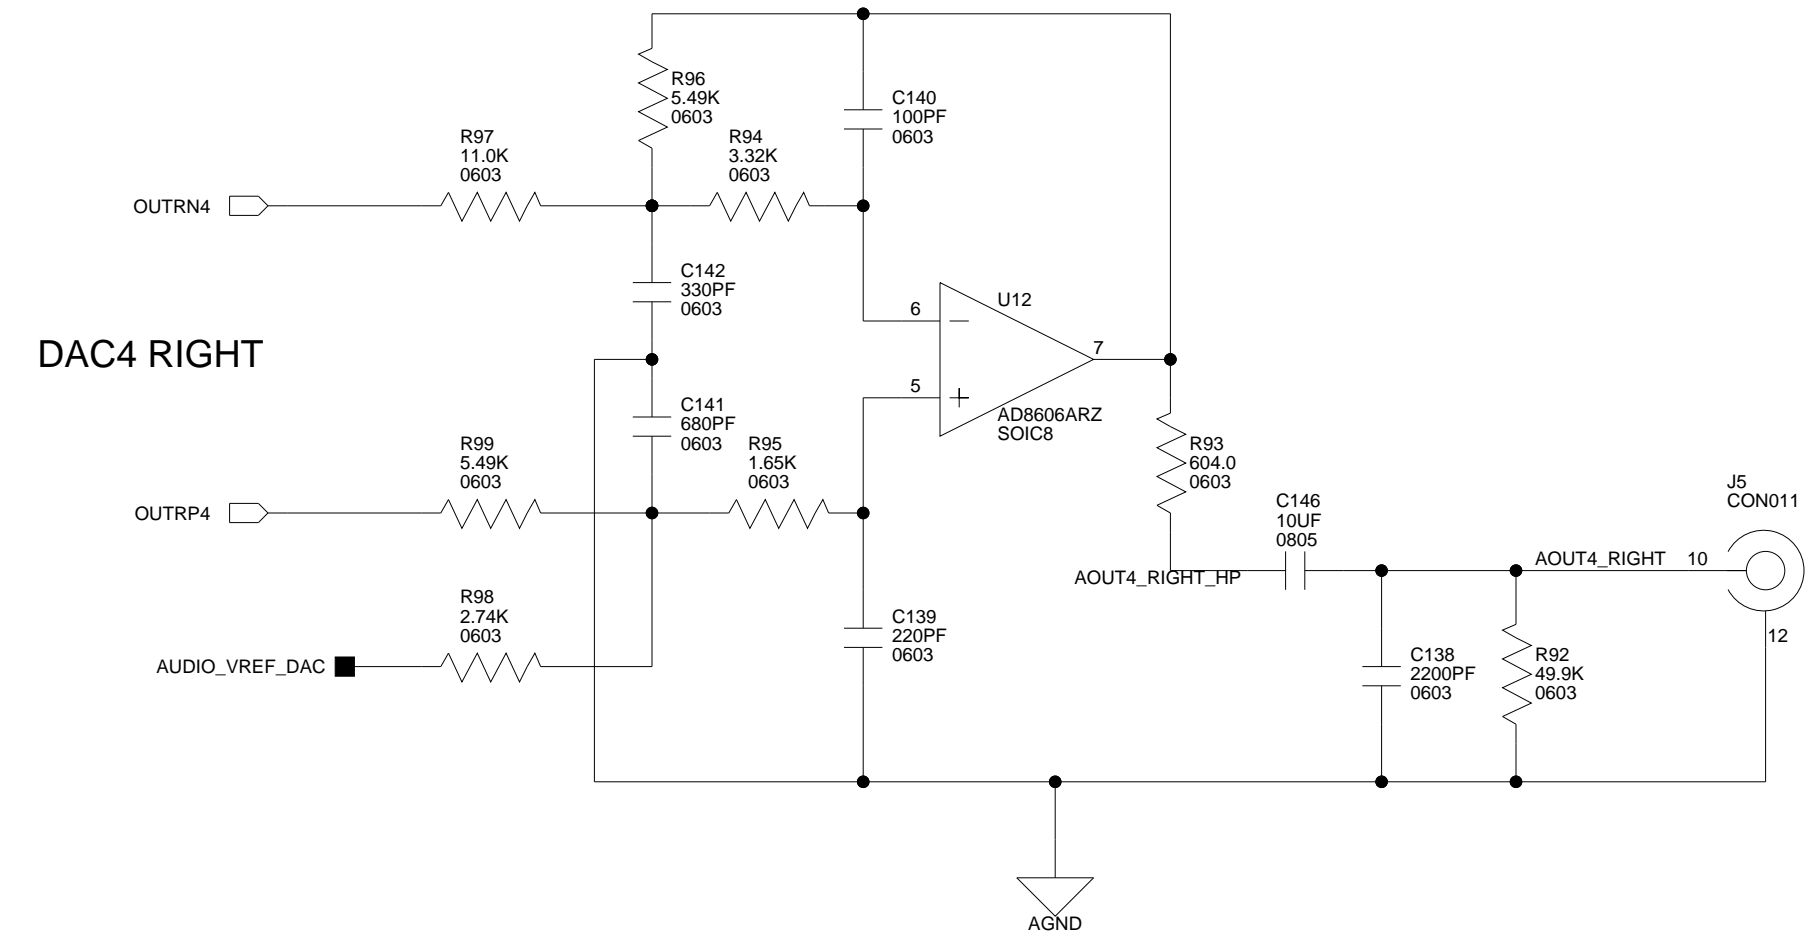 R96
5.49K
0603
C140
100PF
0603
R97
11.0K
0603
R94
3.32K
0603
OUTRN4
C142
330PF
0603
U12
6
7
5
AD8606ARZ
SOIC8
DAC4 RIGHT
C141
680PF
0603
R99
5.49K
0603
R95
1.65K
0603
OUTRP4
R93
604.0
0603
C146
10UF
0805
J5
CON011
AOUT4_RIGHT_HP
AOUT4_RIGHT
10
12
R98
2.74K
0603
AUDIO_VREF_DAC
C139
220PF
0603
C138
2200PF
0603
R92
49.9K
0603
AGND